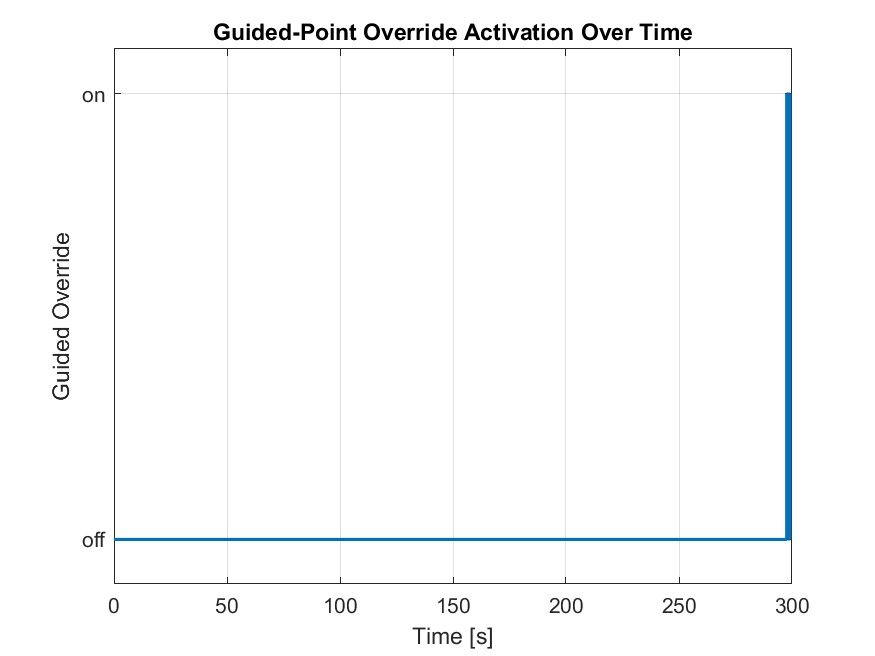 Guided-Point Override Activation Over Time
on
Guided Override
off
0 50 100 150 200 250 300
Time [s]